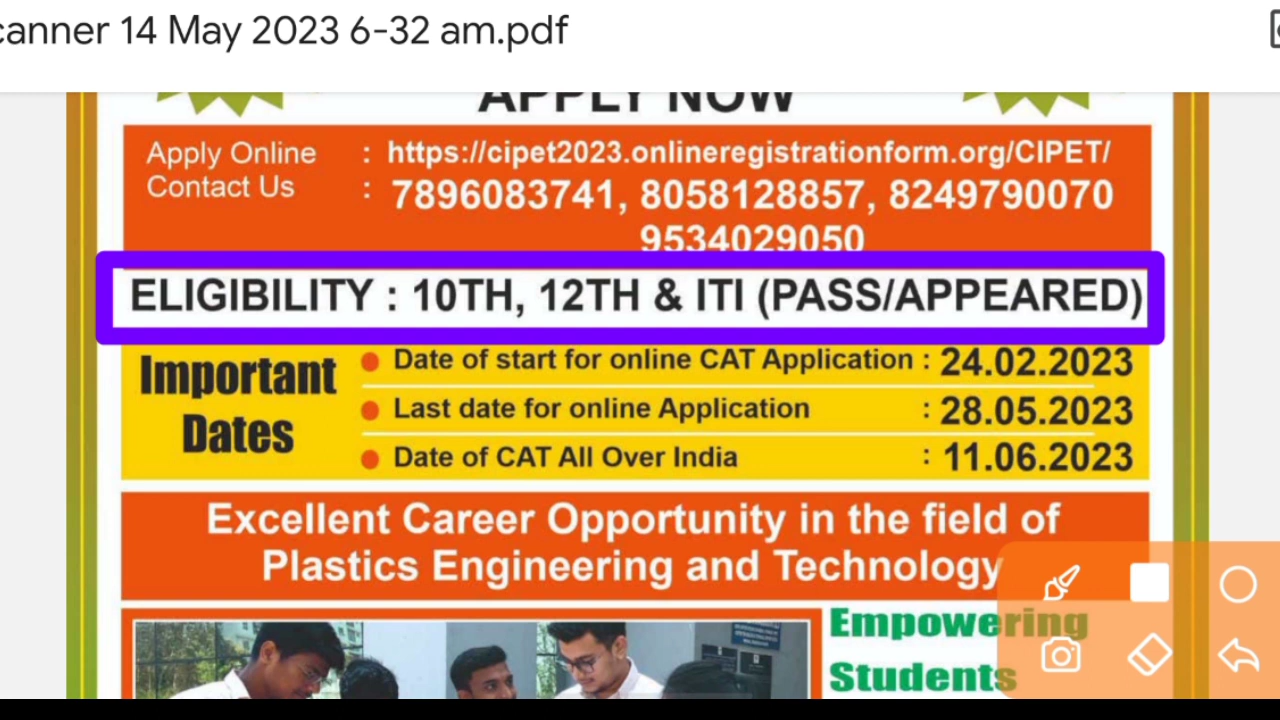 canner 14 May 2023 6-32 am.pdf
APPLY NOW
Apply Online : https://cipet2023.onlineregistrationform.org/CIPET/
Contact Us : 7896083741, 8058128857, 8249790070
9534029050
ELIGIBILITY : 10TH, 12TH & ITI (PASS/APPEARED)
Important Dates
Date of start for online CAT Application : 24.02.2023
Last date for online Application : 28.05.2023
Date of CAT All Over India : 11.06.2023
Excellent Career Opportunity in the field of
Plastics Engineering and Technology
Empowering
Students